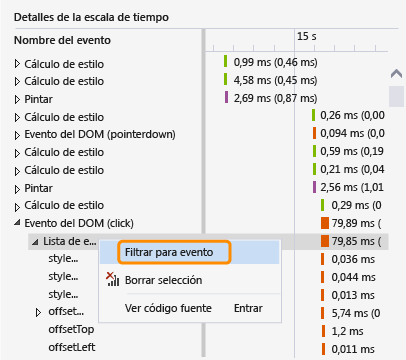 Detalles de la escala de tiempo
Nombre del evento 15 s
Cálculo de estilo 0,99 ms (0,46 ms)
Cálculo de estilo 4,58 ms (0,45 ms)
Pintar 2,69 ms (0,87 ms)
Cálculo de estilo 0,26 ms (0,00
Evento del DOM (pointerdown) 0,094 ms (0,0
Cálculo de estilo 0,59 ms (0,19
Cálculo de estilo 0,21 ms (0,04
Pintar 2,56 ms (1,01
Cálculo de estilo 0,29 ms (0
Evento del DOM (click) 79,89 ms (
Lista de e... 79,85 ms (
Filtrar para evento
style... 0,036 ms
Borrar selección
style... 0,044 ms
style... 0,013 ms
Ver código fuente Entrar
offset... 5,74 ms (0
offsetTop 1,2 ms
offsetLeft 0,011 ms